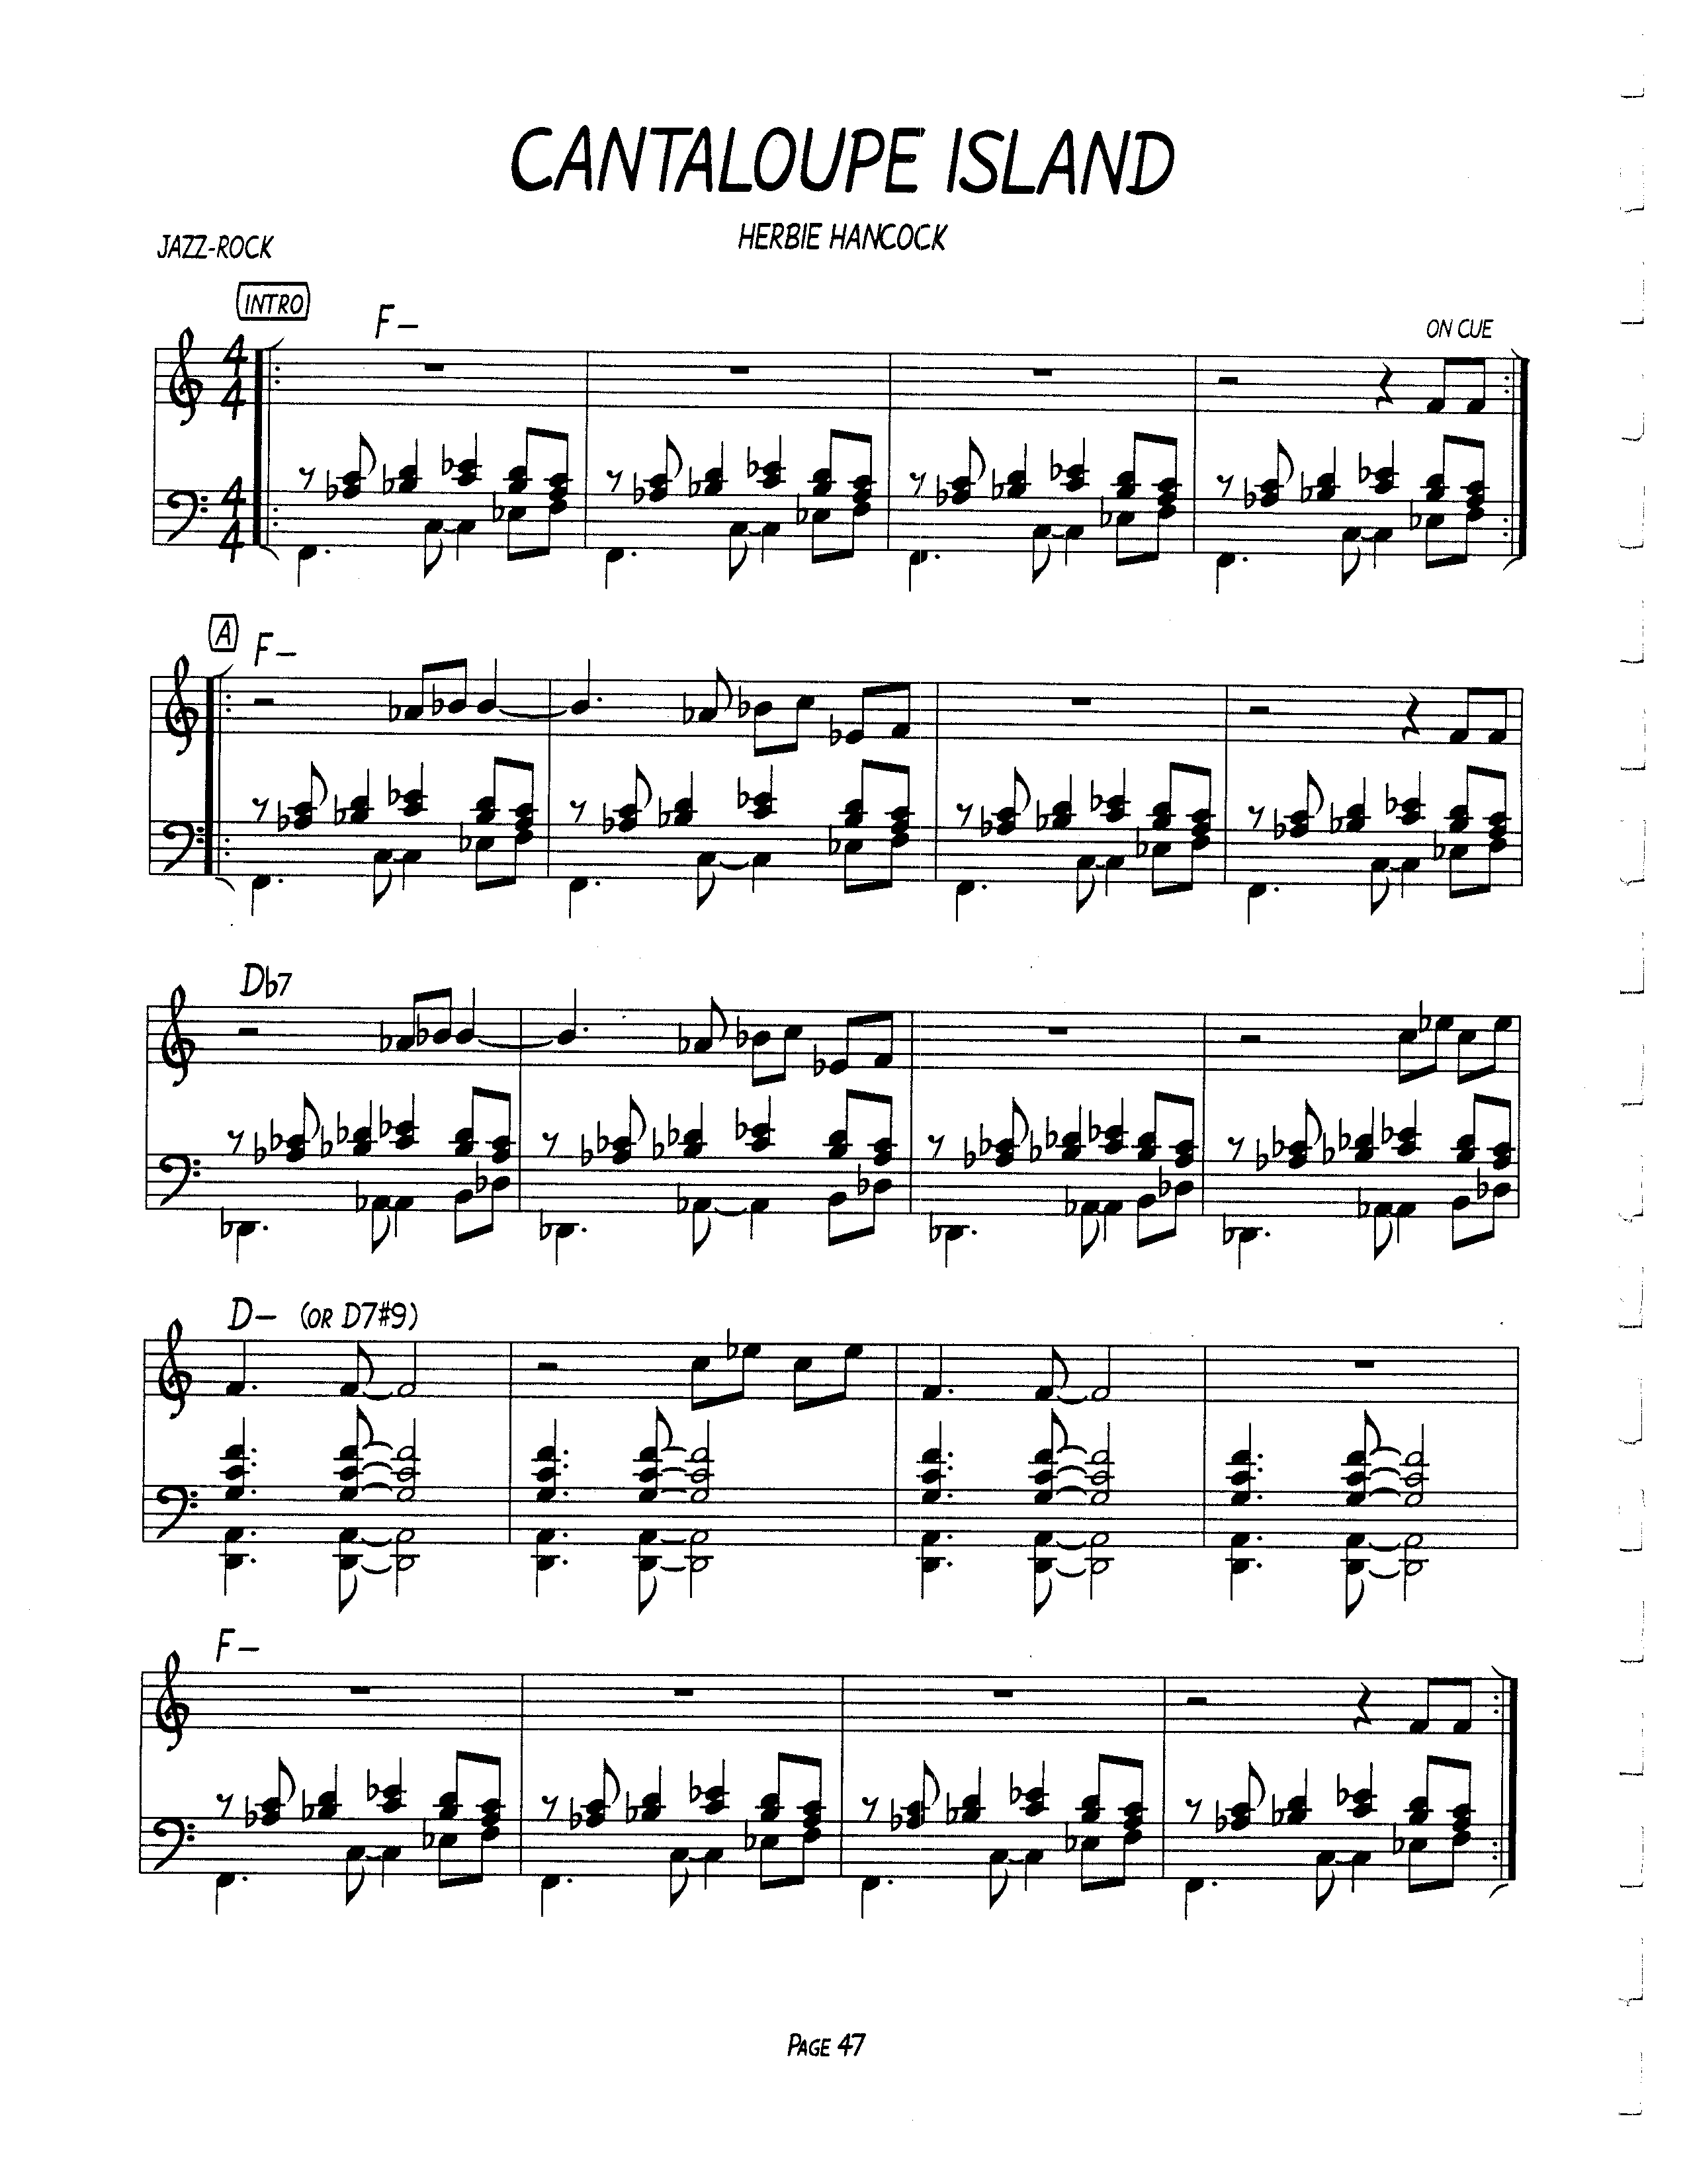 CANTALOUPE ISLAND
HERBIE HANCOCK
JAZZ-ROCK
INTRO
F–
ON CUE
A
F–
Db7
D– (OR D7#9)
F–
PAGE 47